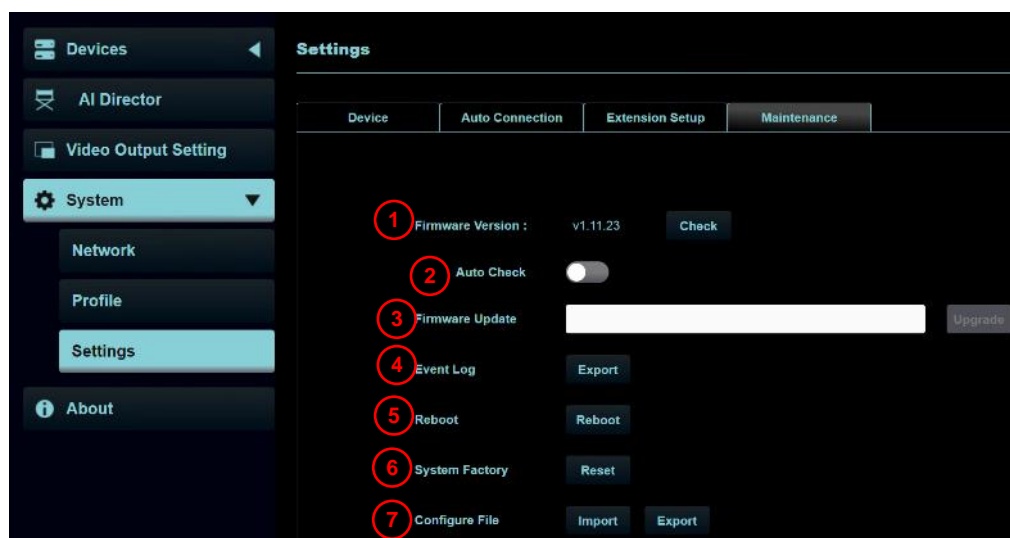 Devices
AI Director
Video Output Setting
System
Network
Profile
Settings
About
Settings
Device Auto Connection Extension Setup Maintenance
1 Firmware Version : v1.11.23 Check
2 Auto Check
3 Firmware Update Upgrade
4 Event Log Export
5 Reboot Reboot
6 System Factory Reset
7 Configure File Import Export